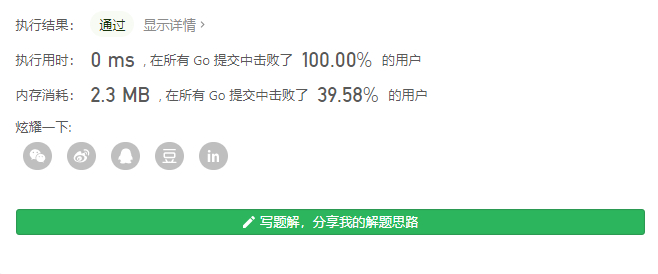 执行结果： 通过 显示详情 ›
执行用时： 0 ms , 在所有 Go 提交中击败了 100.00% 的用户
内存消耗： 2.3 MB , 在所有 Go 提交中击败了 39.58% 的用户
炫耀一下:
豆 in
写题解，分享我的解题思路